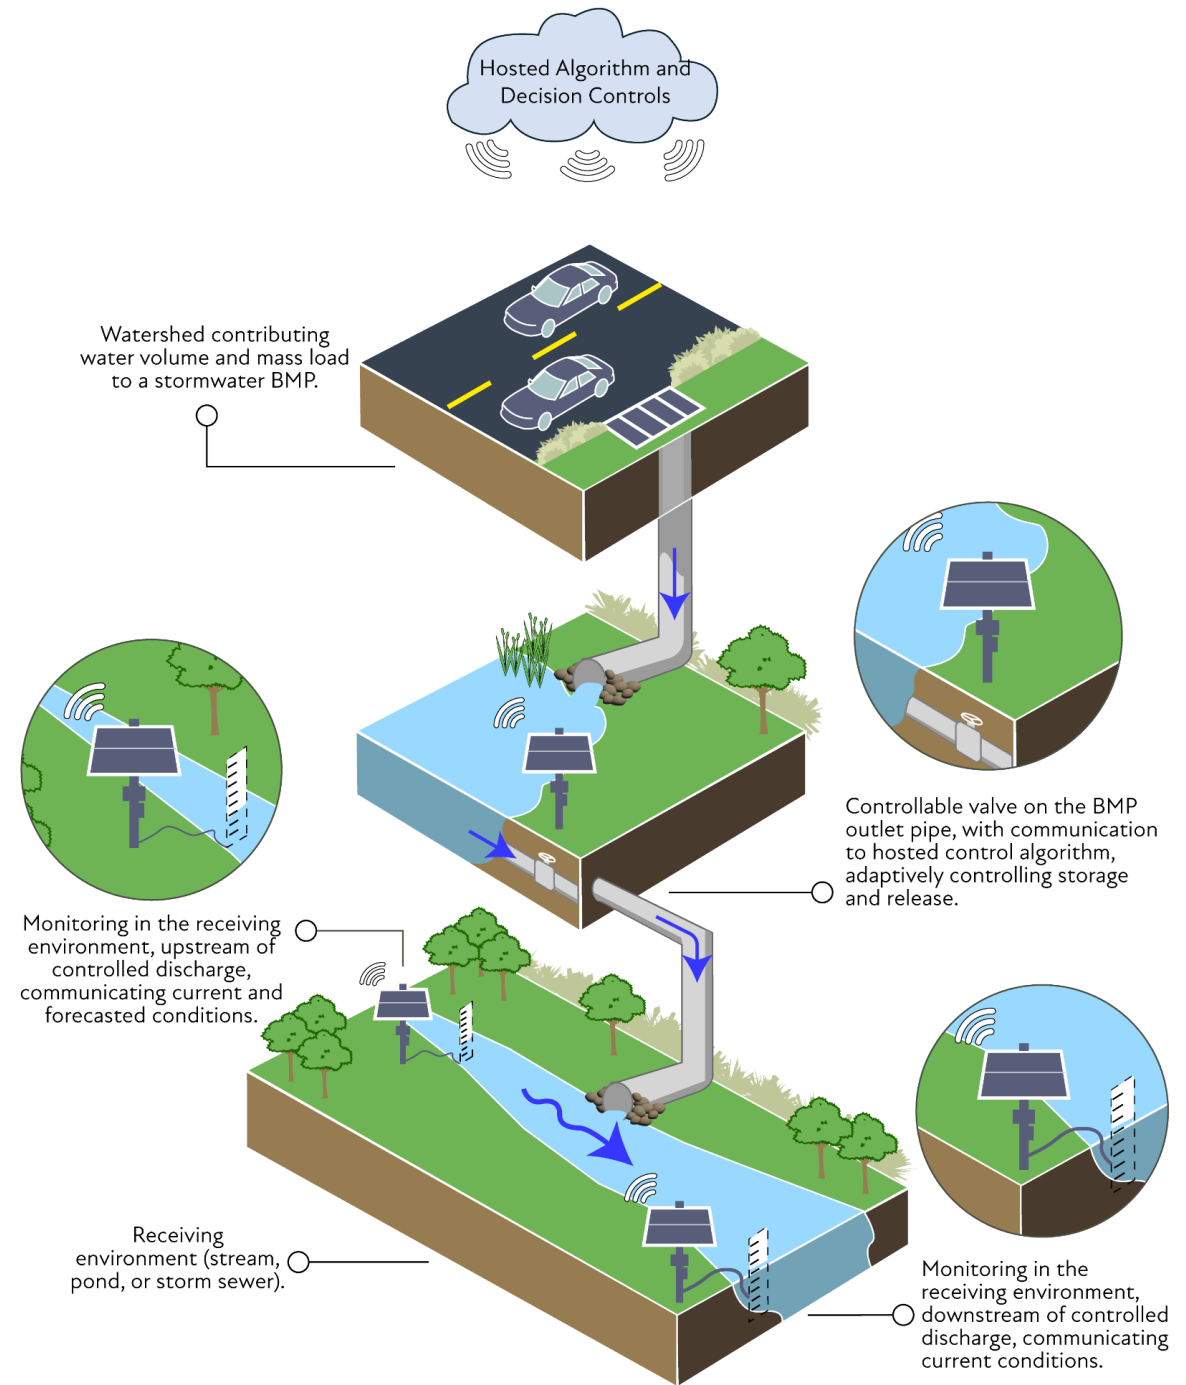 Hosted Algorithm and
Decision Controls
Watershed contributing
water volume and mass load
to a stormwater BMP.
Controllable valve on the BMP
outlet pipe, with communication
to hosted control algorithm,
adaptively controlling storage
and release.
Monitoring in the receiving
environment, upstream of
controlled discharge,
communicating current and
forecasted conditions.
Receiving
environment (stream,
pond, or storm sewer).
Monitoring in the
receiving environment,
downstream of controlled
discharge, communicating
current conditions.